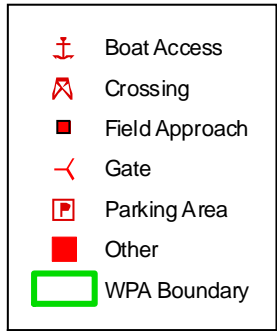 Boat Access
Crossing
Field Approach
Gate
P Parking Area
Other
WPA Boundary